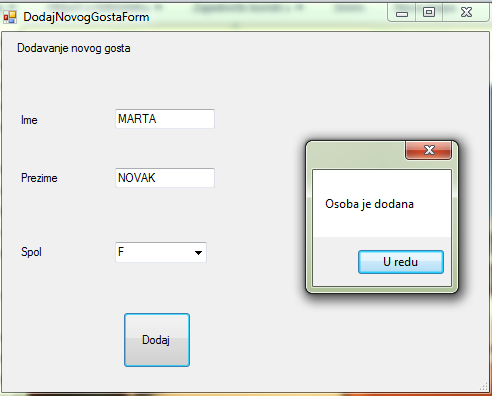 DodajNovogGostaForm
Dodavanje novog gosta
Ime
MARTA
Prezime
NOVAK
Spol
F
Dodaj
Osoba je dodana
U redu